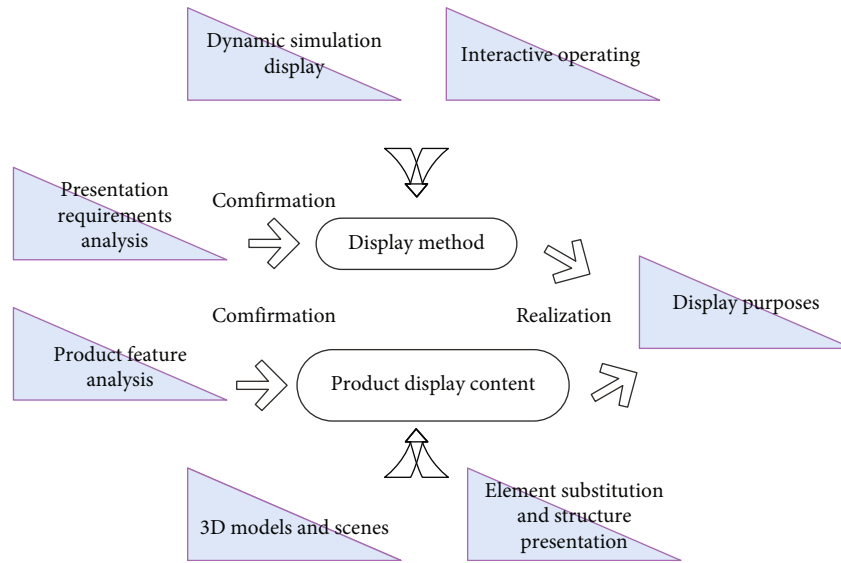 Dynamic simulation
display
Interactive operating
Presentation
requirements
analysis
Comfirmation
Display method
Display purposes
Comfirmation
Realization
Product feature
analysis
Product display content
3D models and scenes
Element substitution
and structure
presentation